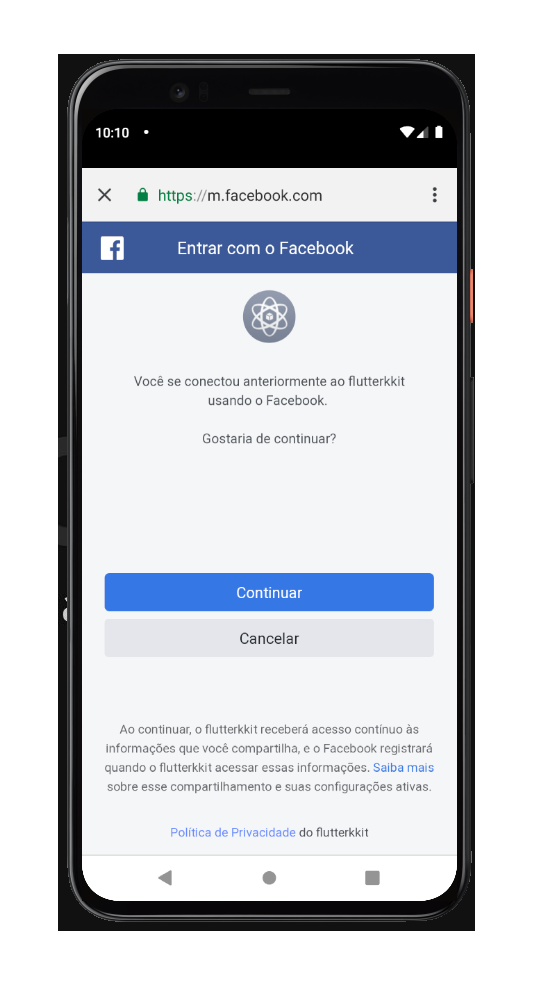 10:10
https://m.facebook.com
Entrar com o Facebook
Você se conectou anteriormente ao flutterkkit
usando o Facebook.
Gostaria de continuar?
Continuar
Cancelar
Ao continuar, o flutterkkit receberá acesso contínuo às
informações que você compartilha, e o Facebook registrará
quando o flutterkkit acessar essas informações. Saiba mais
sobre esse compartilhamento e suas configurações ativas.
Política de Privacidade do flutterkkit